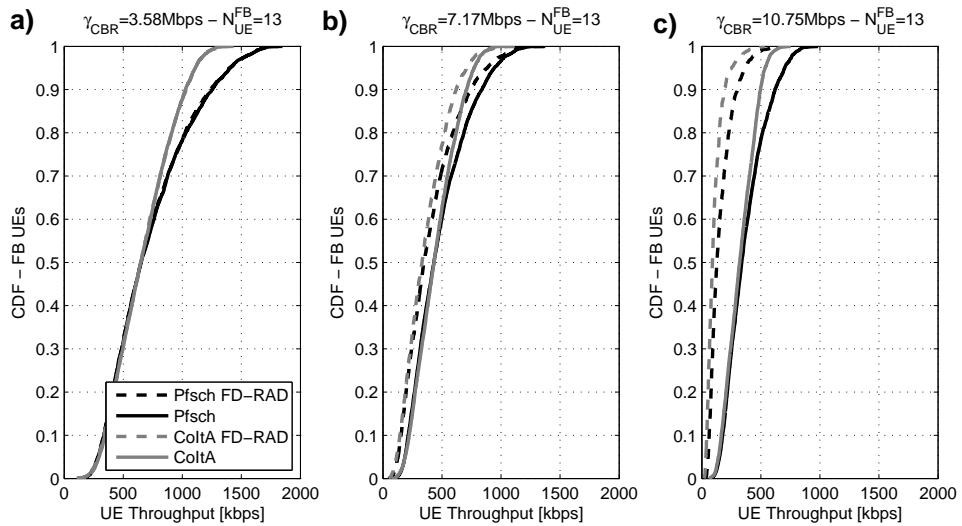 a)
γCBR=3.58Mbps − NUEFB=13
CDF − FB UEs
1
0.9
0.8
0.7
0.6
0.5
0.4
0.3
0.2
0.1
0
Pfsch FD−RAD
Pfsch
CoItA FD−RAD
CoItA
0 500 1000 1500 2000
UE Throughput [kbps]
b)
γCBR=7.17Mbps − NUEFB=13
CDF − FB UEs
1
0.9
0.8
0.7
0.6
0.5
0.4
0.3
0.2
0.1
0
0 500 1000 1500 2000
UE Throughput [kbps]
c)
γCBR=10.75Mbps − NUEFB=13
CDF − FB UEs
1
0.9
0.8
0.7
0.6
0.5
0.4
0.3
0.2
0.1
0
0 500 1000 1500 2000
UE Throughput [kbps]